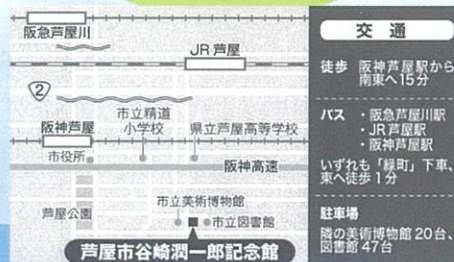 阪急芦屋川
JR 芦屋
2
阪神芦屋
市立精道
小学校
県立芦屋高等学校
市役所
阪神高速
芦屋公園
市立美術博物館
市立図書館
芦屋市谷崎潤一郎記念館
交通
徒歩 阪神芦屋駅から
南東へ15分
バス ・阪急芦屋川駅
・JR芦屋駅
・阪神芦屋駅
いずれも「緑町」下車、
東へ徒歩1分
駐車場
隣の美術博物館20台、
図書館47台